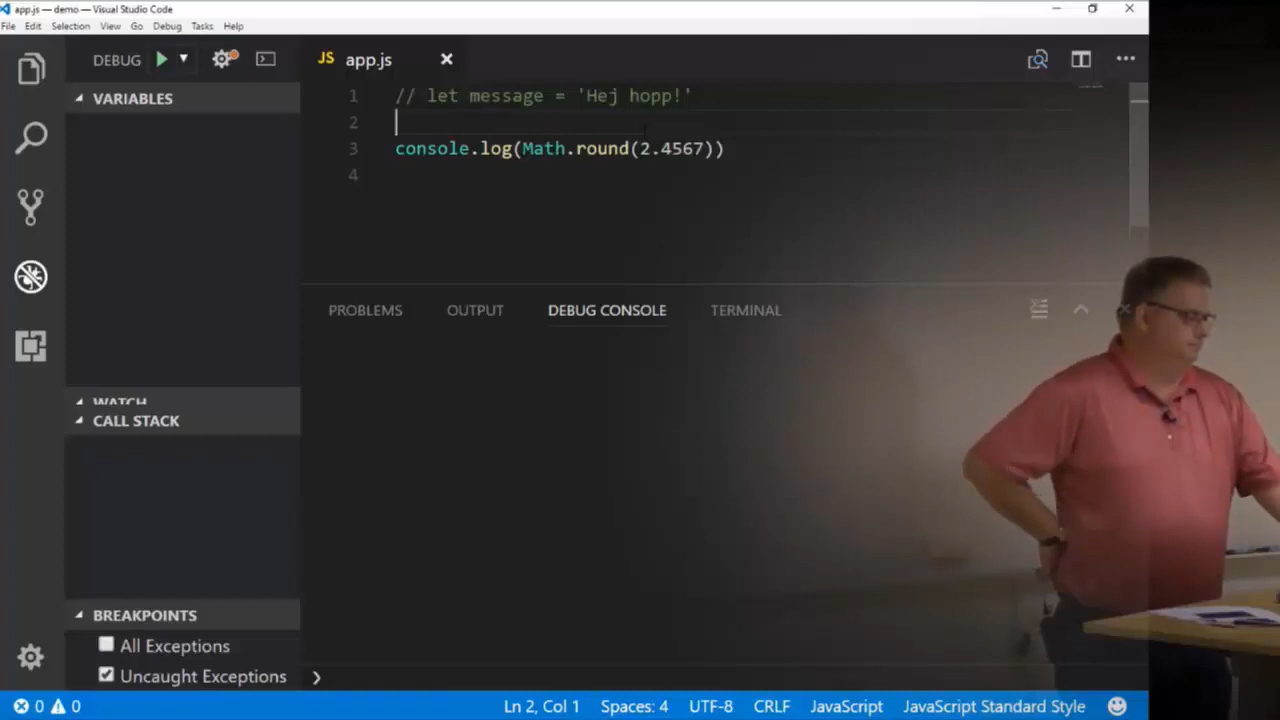 app.js — demo — Visual Studio Code
File Edit Selection View Go Debug Tasks Help
DEBUG
JS app.js
VARIABLES
1 // let message = 'Hej hopp!'
2
3 console.log(Math.round(2.4567))
4
PROBLEMS OUTPUT DEBUG CONSOLE TERMINAL
WATCH
CALL STACK
BREAKPOINTS
All Exceptions
Uncaught Exceptions
0 0 Ln 2, Col 1 Spaces: 4 UTF-8 CRLF JavaScript JavaScript Standard Style